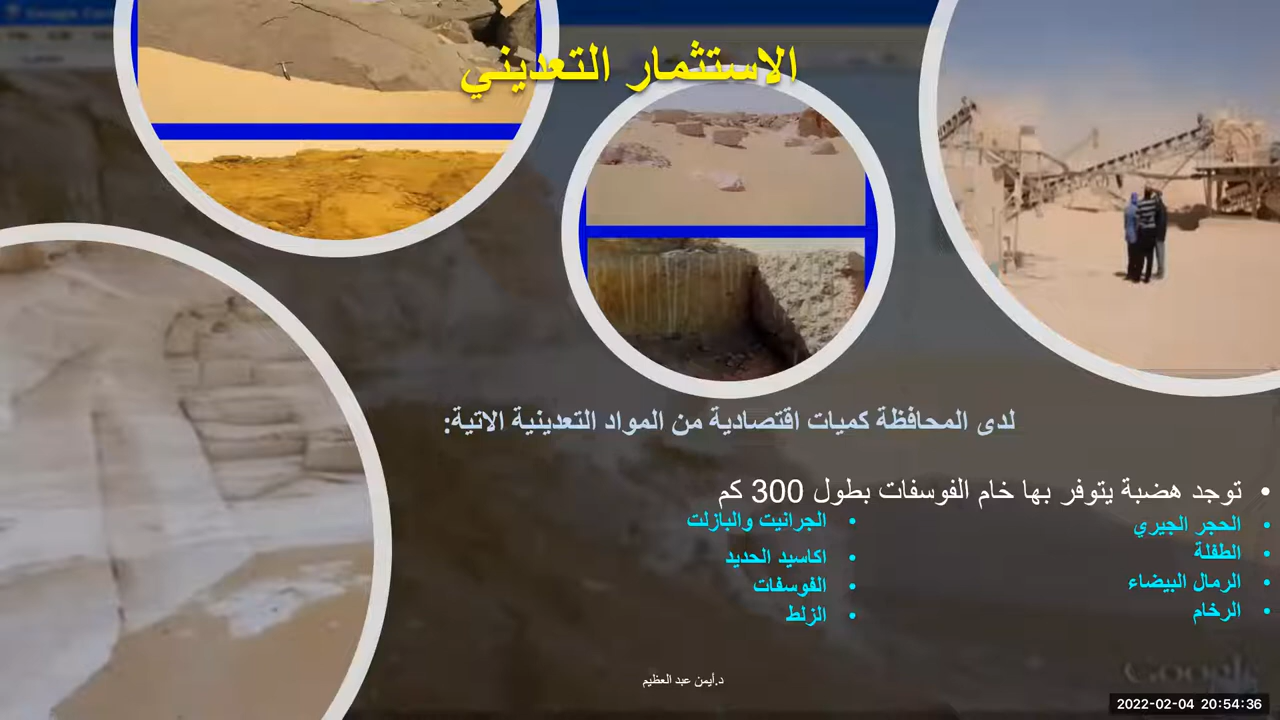 الاستثمار التعديني
لدى المحافظة كميات اقتصادية من المواد التعدينية الاتية:
• توجد هضبة يتوفر بها خام الفوسفات بطول 300 كم
• الحجر الجيري
• الطفلة
• الرمال البيضاء
• الرخام
• الجرانيت والبازلت
• اكاسيد الحديد
• الفوسفات
• الزلط
د.أيمن عبد العظيم
Google
2022-02-04 20:54:36